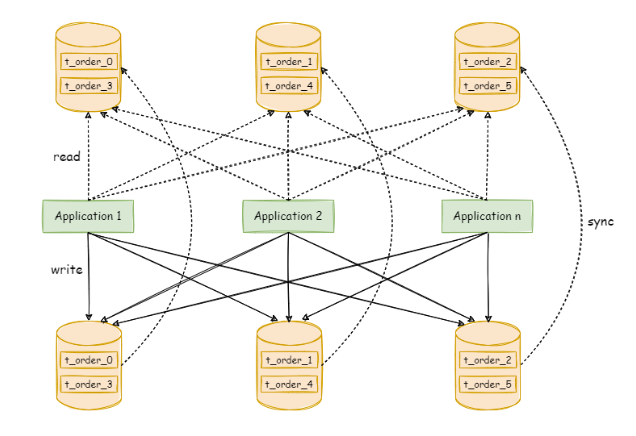 t_order_0
t_order_3
t_order_1
t_order_4
t_order_2
t_order_5
read
Application 1
Application 2
Application n
sync
write
t_order_0
t_order_3
t_order_1
t_order_4
t_order_2
t_order_5